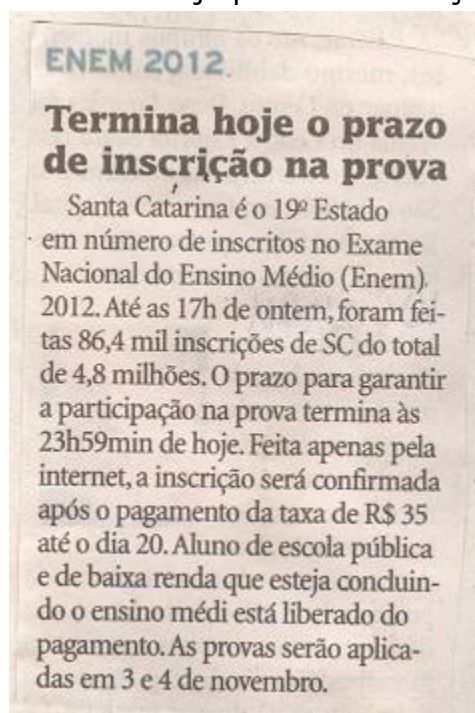 ENEM 2012
Termina hoje o prazo
de inscrição na prova
Santa Catarina é o 19º Estado
em número de inscritos no Exame
Nacional do Ensino Médio (Enem)
2012. Até as 17h de ontem, foram fei-
tas 86,4 mil inscrições de SC do total
de 4,8 milhões. O prazo para garantir
a participação na prova termina às
23h59min de hoje. Feita apenas pela
internet, a inscrição será confirmada
após o pagamento da taxa de R$ 35
até o dia 20. Aluno de escola pública
e de baixa renda que esteja concluin-
do o ensino médi está liberado do
pagamento. As provas serão aplica-
das em 3 e 4 de novembro.